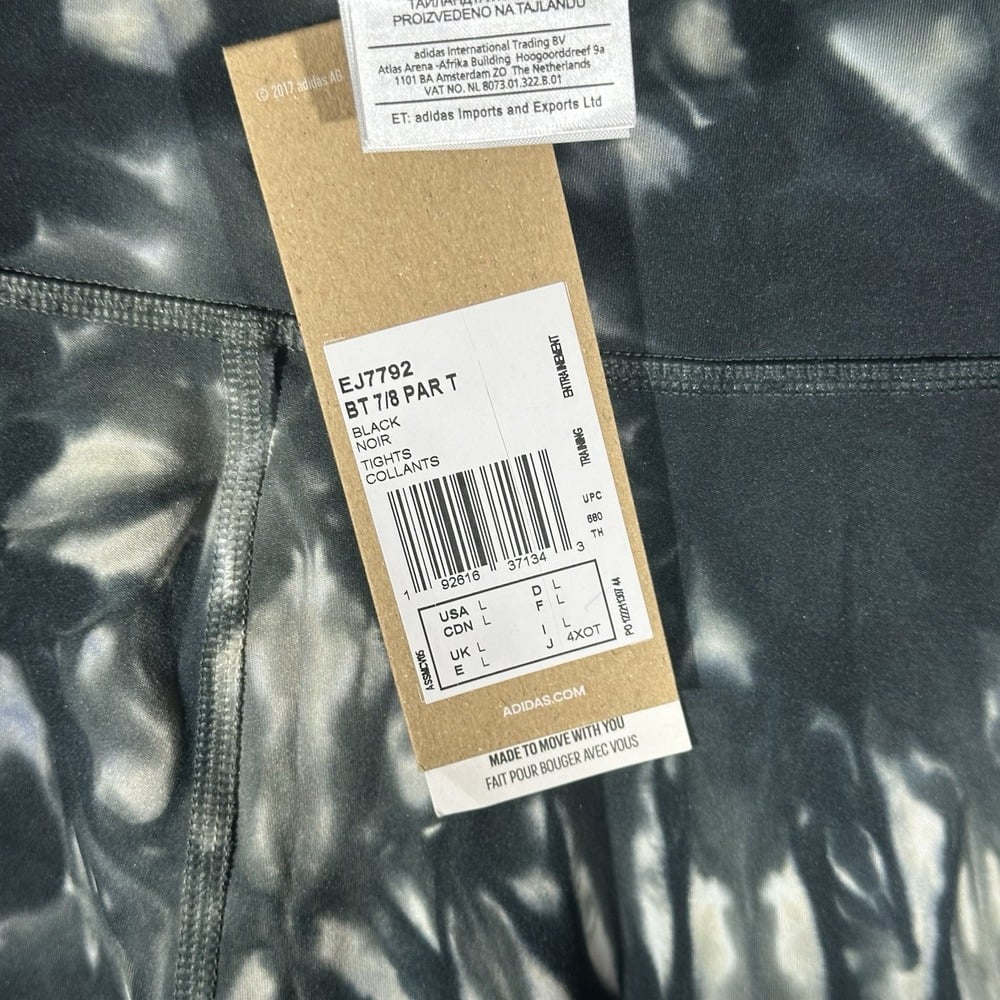 PROIZVEDENO NA TAJLANDU
adidas International Trading BV
Atlas Arena -Afrika Building Hoogoorddreef 9a
1101 BA Amsterdam ZO The Netherlands
VAT NO. NL 8073.01.322.B.01
ET: adidas Imports and Exports Ltd
© 2017 adidas AG
EJ7792
BT 7/8 PAR T
BLACK
NOIR
TIGHTS
COLLANTS
TRAINING ENTRAINEMENT
UPC
680
TH
1 92616 37134 3
USA L D L
CDN L F L
UK L I L
E L J 4XOT
ADIDAS.COM
MADE TO MOVE WITH YOU
FAIT POUR BOUGER AVEC VOUS